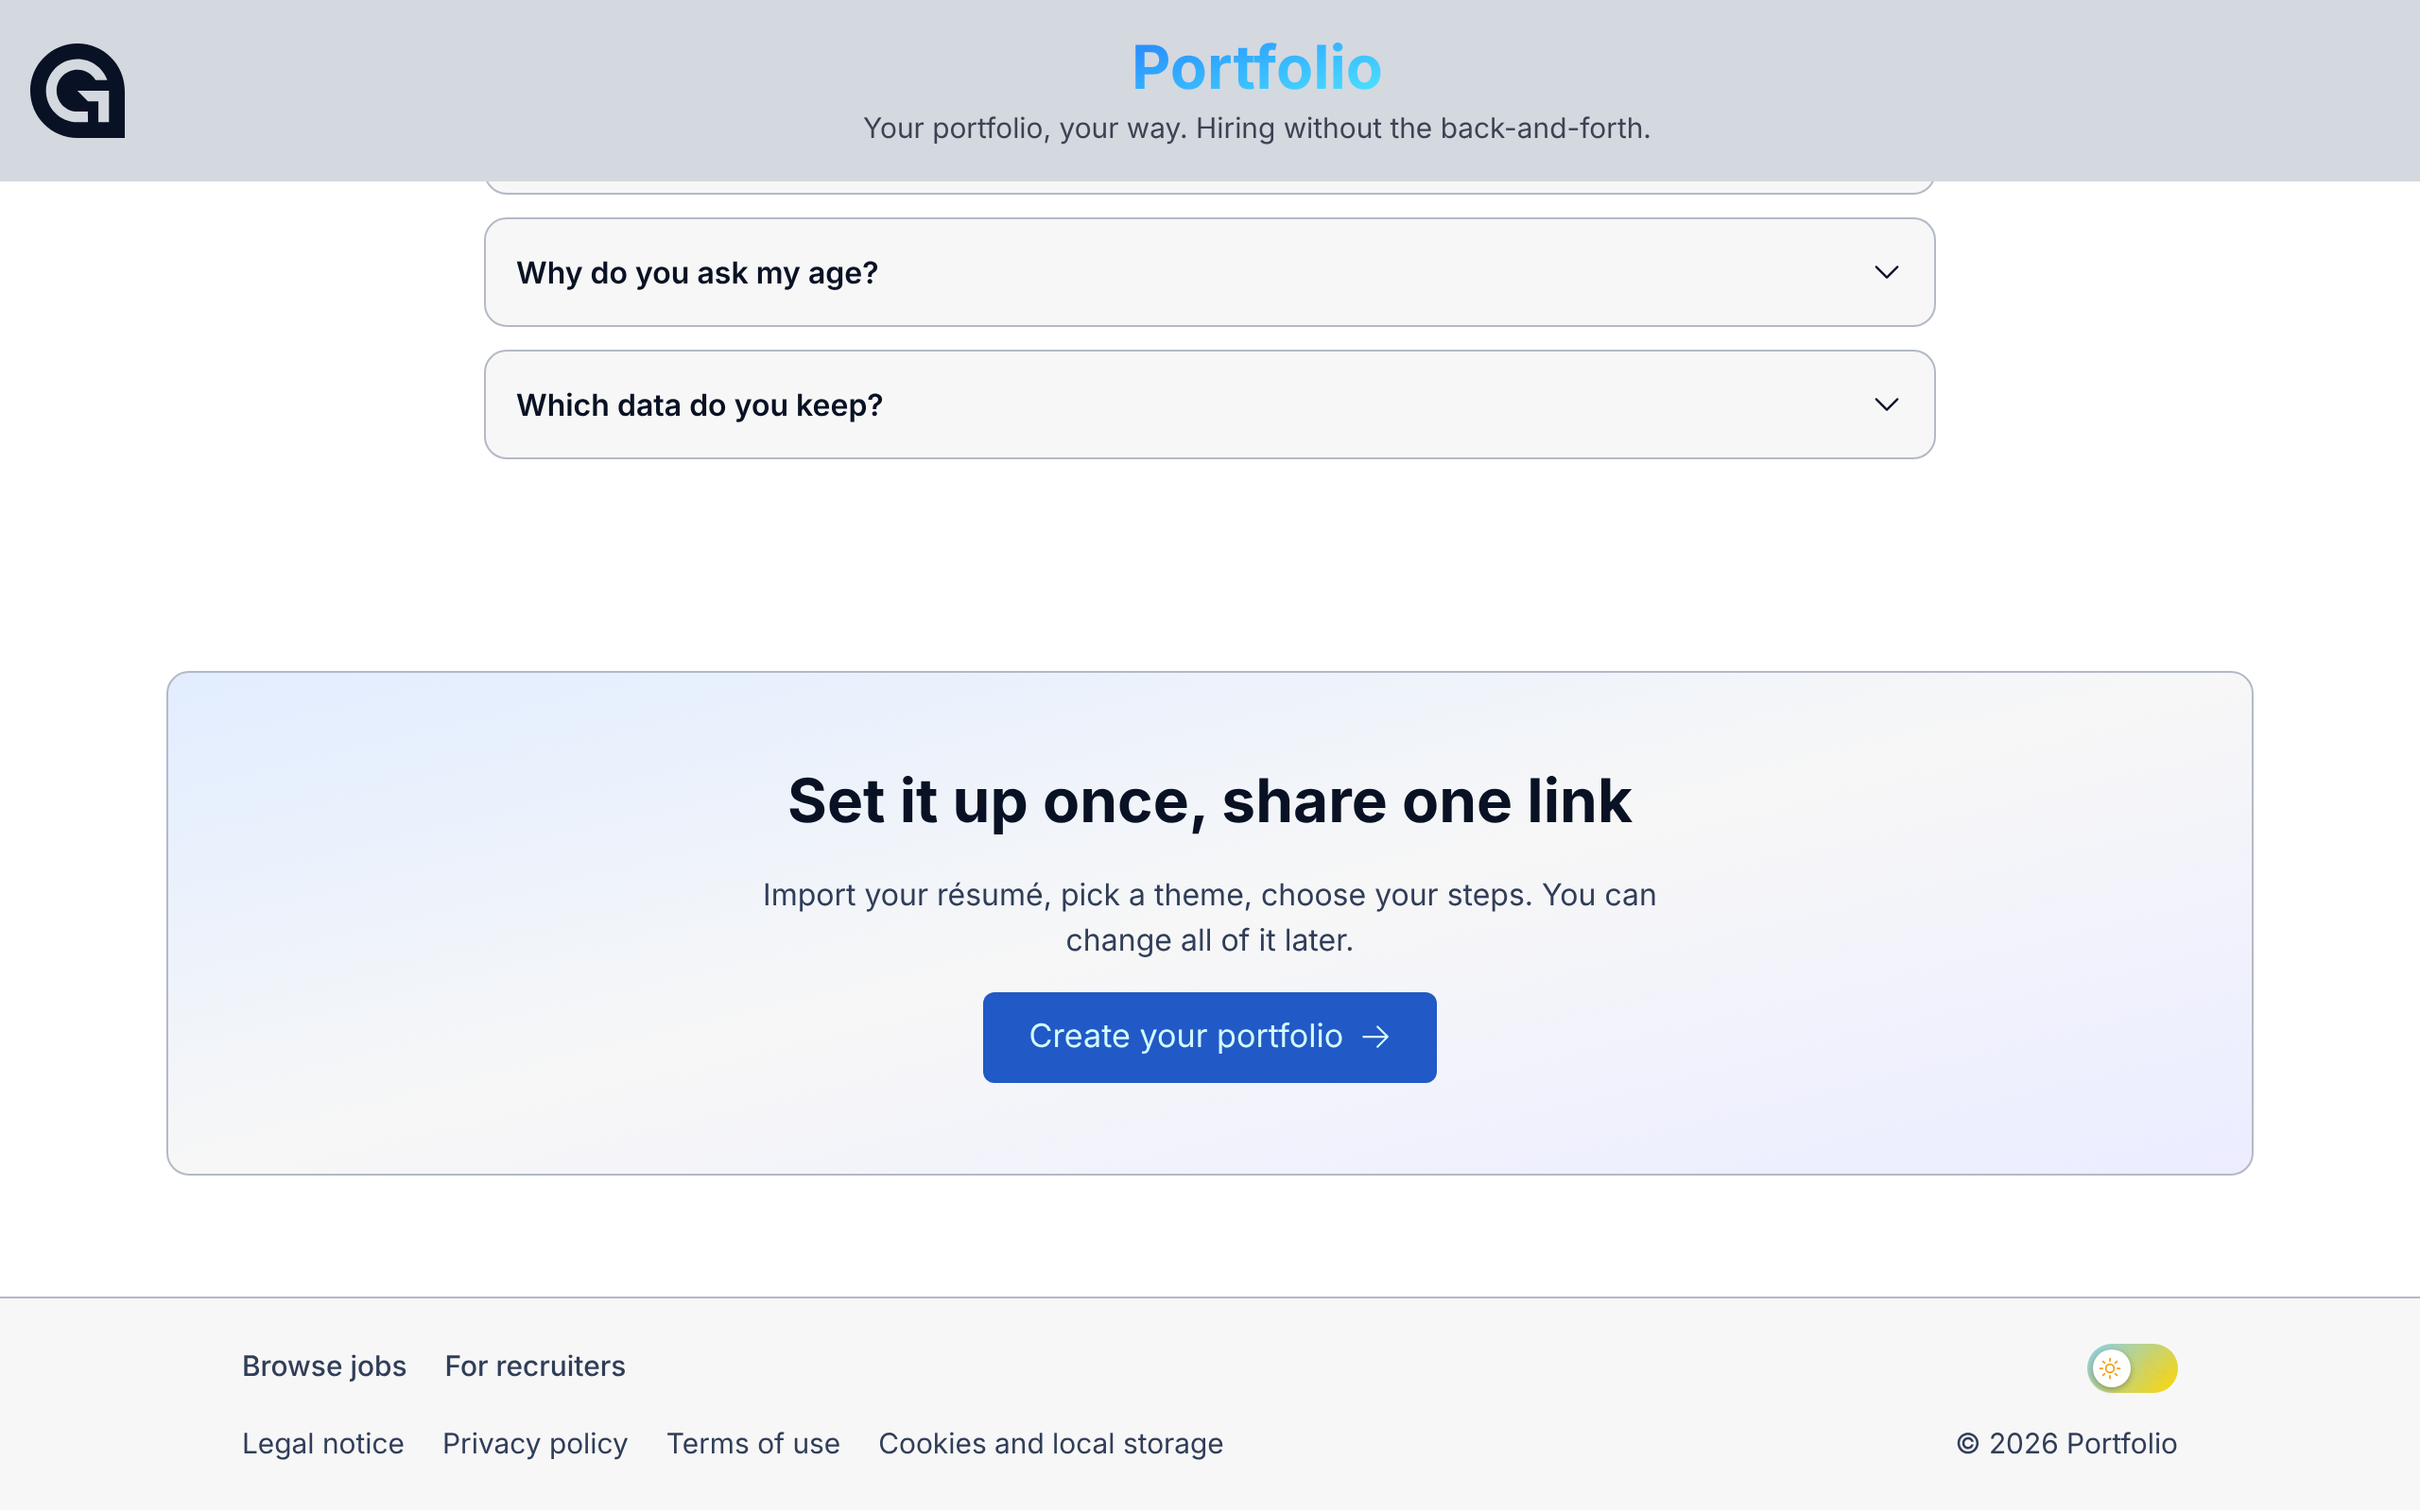 Portfolio
Your portfolio, your way. Hiring without the back-and-forth.
Why do you ask my age?
Which data do you keep?
Set it up once, share one link
Import your résumé, pick a theme, choose your steps. You can
change all of it later.
Create your portfolio →
Browse jobs For recruiters
Legal notice Privacy policy Terms of use Cookies and local storage
© 2026 Portfolio